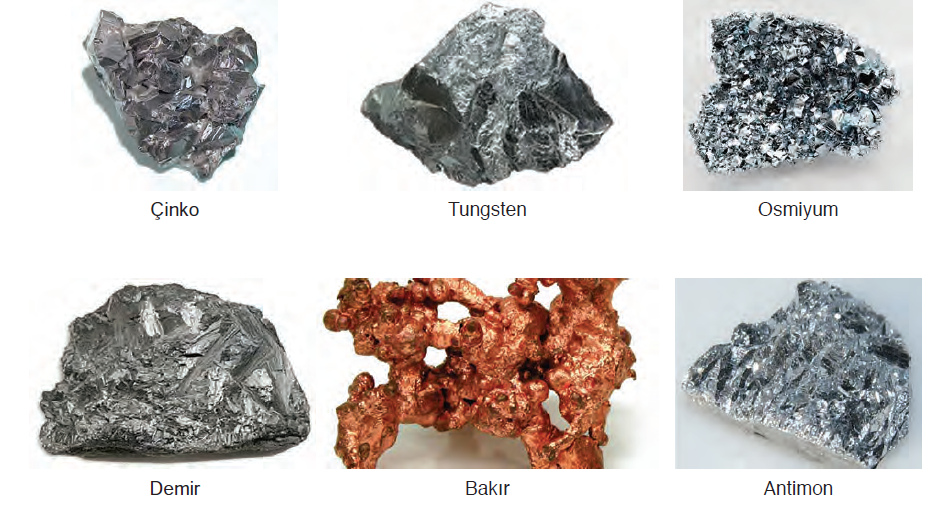 Çinko
Tungsten
Osmiyum
Demir
Bakır
Antimon